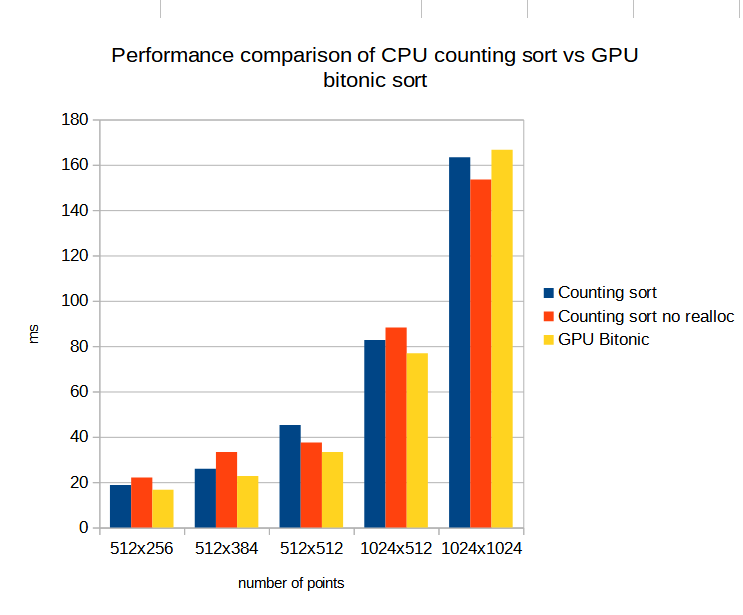 Performance comparison of CPU counting sort vs GPU
bitonic sort
180
160
140
120
100
80
60
40
20
0
ms
512x256 512x384 512x512 1024x512 1024x1024
number of points
Counting sort
Counting sort no realloc
GPU Bitonic